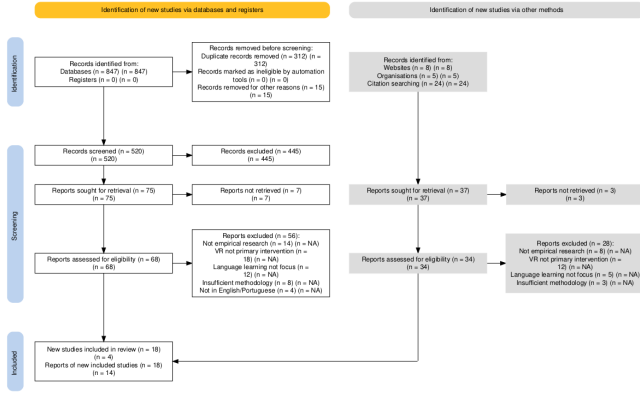 Identification of new studies via databases and registers
Identification of new studies via other methods
Identification
Records identified from:
Databases (n = 847) (n = 847)
Registers (n = 0) (n = 0)
Records removed before screening:
Duplicate records removed (n = 312) (n =
312)
Records marked as ineligible by automation
tools (n = 0) (n = 0)
Records removed for other reasons (n = 15)
(n = 15)
Records identified from:
Websites (n = 8) (n = 8)
Organisations (n = 5) (n = 5)
Citation searching (n = 24) (n = 24)
Screening
Records screened (n = 520)
(n = 520)
Records excluded (n = 445)
(n = 445)
Reports sought for retrieval (n = 75)
(n = 75)
Reports not retrieved (n = 7)
(n = 7)
Reports sought for retrieval (n = 37)
(n = 37)
Reports not retrieved (n = 3)
(n = 3)
Reports assessed for eligibility (n = 68)
(n = 68)
Reports excluded (n = 56):
Not empirical research (n = 14) (n = NA)
VR not primary intervention (n =
18) (n = NA)
Language learning not focus (n =
12) (n = NA)
Insufficient methodology (n = 8) (n = NA)
Not in English/Portuguese (n = 4) (n = NA)
Reports assessed for eligibility (n = 34)
(n = 34)
Reports excluded (n = 28):
Not empirical research (n = 8) (n = NA)
VR not primary intervention (n =
12) (n = NA)
Language learning not focus (n = 5) (n = NA)
Insufficient methodology (n = 3) (n = NA)
Included
New studies included in review (n = 18)
(n = 4)
Reports of new included studies (n = 18)
(n = 14)